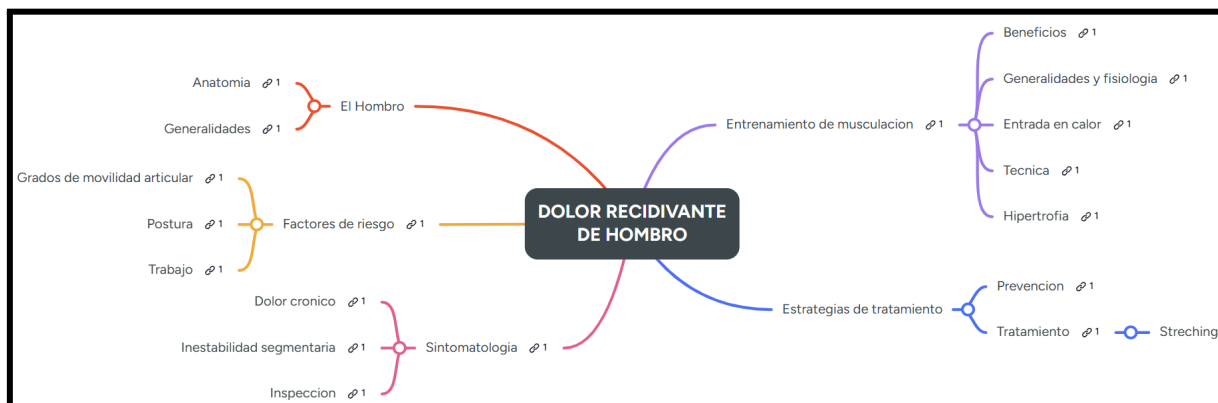 DOLOR RECIDIVANTE
DE HOMBRO
El Hombro
Anatomia 1
Generalidades 1
Factores de riesgo 1
Grados de movilidad articular 1
Postura 1
Trabajo 1
Sintomatologia 1
Dolor cronico 1
Inestabilidad segmentaria 1
Inspeccion 1
Entrenamiento de musculacion 1
Beneficios 1
Generalidades y fisiologia 1
Entrada en calor 1
Tecnica 1
Hipertrofia 1
Estrategias de tratamiento
Prevencion 1
Tratamiento 1
Streching